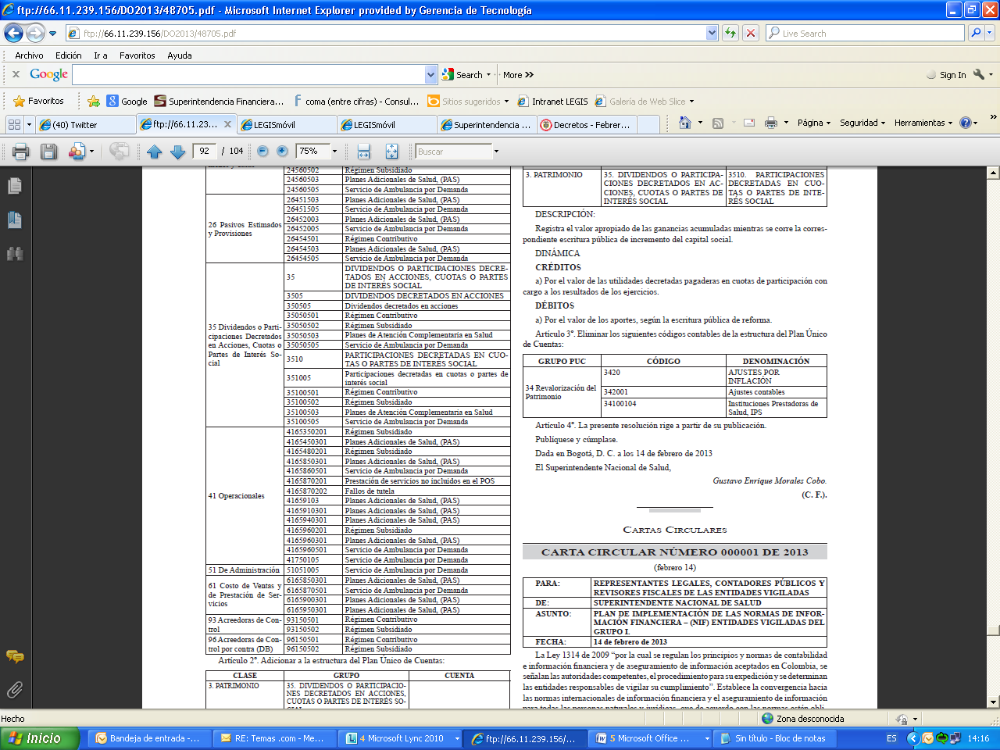 ftp://66.11.239.156/DO2013/48705.pdf - Microsoft Internet Explorer provided by Gerencia de Tecnología
ftp://66.11.239.156/DO2013/48705.pdf
Live Search
Archivo Edición Ir a Favoritos Ayuda
Google Search More Sign In
Favoritos Google Superintendencia Financiera... coma (entre cifras) - Consul... Sitios sugeridos Intranet LEGIS Galería de Web Slice
(40) Twitter ftp://66.11.23... LEGISmóvil LEGISmóvil Superintendencia ... Decretos - Febrer... Página Seguridad Herramientas
92 / 104 75% Buscar
24560502 Régimen Subsidiado
24560503 Planes Adicionales de Salud, (PAS)
24560505 Servicio de Ambulancia por Demanda
26 Pasivos Estimados
y Provisiones
26451503 Planes Adicionales de Salud, (PAS)
26451505 Servicio de Ambulancia por Demanda
26452003 Planes Adicionales de Salud, (PAS)
26452005 Servicio de Ambulancia por Demanda
26454501 Régimen Contributivo
26454503 Planes Adicionales de Salud, (PAS)
26454505 Servicio de Ambulancia por Demanda
35 Dividendos o Parti-
cipaciones Decretados
en Acciones, Cuotas o
Partes de Interés So-
cial
35 DIVIDENDOS O PARTICIPACIONES DECRE-
TADOS EN ACCIONES, CUOTAS O PARTES
DE INTERÉS SOCIAL
3505 DIVIDENDOS DECRETADOS EN ACCIONES
350505 Dividendos decretados en acciones
35050501 Régimen Contributivo
35050502 Régimen Subsidiado
35050503 Planes de Atención Complementaria en Salud
35050505 Servicio de Ambulancia por Demanda
3510 PARTICIPACIONES DECRETADAS EN CUO-
TAS O PARTES DE INTERÉS SOCIAL
351005 Participaciones decretadas en cuotas o partes de
interés social
35100501 Régimen Contributivo
35100502 Régimen Subsidiado
35100503 Planes de Atención Complementaria en Salud
35100505 Servicio de Ambulancia por Demanda
41 Operacionales
4165350201 Régimen Subsidiado
4165450301 Planes Adicionales de Salud, (PAS)
4165480201 Régimen Subsidiado
4165850301 Planes Adicionales de Salud, (PAS)
4165860501 Servicio de Ambulancia por Demanda
4165870201 Prestación de servicios no incluidos en el POS
4165870202 Fallos de tutela
41659103 Planes Adicionales de Salud, (PAS)
4165910301 Planes Adicionales de Salud, (PAS)
4165940301 Planes Adicionales de Salud, (PAS)
4165960201 Régimen Subsidiado
4165960301 Planes Adicionales de Salud, (PAS)
4165960501 Servicio de Ambulancia por Demanda
41750105 Servicio de Ambulancia por Demanda
51 De Administración 51051005 Servicio de Ambulancia por Demanda
61 Costo de Ventas y
de Prestación de Ser-
vicios
6165850301 Planes Adicionales de Salud, (PAS)
6165870501 Servicio de Ambulancia por Demanda
6165900301 Planes Adicionales de Salud, (PAS)
6165950301 Planes Adicionales de Salud, (PAS)
93 Acreedoras de Con-
trol
93150501 Régimen Contributivo
93150502 Régimen Subsidiado
96 Acreedoras de Con-
trol por contra (DB)
96150501 Régimen Contributivo
96150502 Régimen Subsidiado
Artículo 2º. Adicionar a la estructura del Plan Único de Cuentas:
CLASE GRUPO CUENTA
3. PATRIMONIO 35. DIVIDENDOS O PARTICIPACIO-
NES DECRETADOS EN ACCIONES,
CUOTAS O PARTES DE INTERÉS SO-
CIAL
3. PATRIMONIO
35. DIVIDENDOS O PARTICIPA-
CIONES DECRETADOS EN AC-
CIONES, CUOTAS O PARTES DE
INTERÉS SOCIAL
3510. PARTICIPACIONES
DECRETADAS EN CUO-
TAS O PARTES DE INTE-
RÉS SOCIAL
DESCRIPCIÓN:
Registra el valor apropiado de las ganancias acumuladas mientras se corre la corres-
pondiente escritura pública de incremento del capital social.
DINÁMICA
CRÉDITOS
a) Por el valor de las utilidades decretadas pagaderas en cuotas de participación con
cargo a los resultados de los ejercicios.
DÉBITOS
a) Por el valor de los aportes, según la escritura pública de reforma.
Artículo 3º. Eliminar los siguientes códigos contables de la estructura del Plan Único
de Cuentas:
GRUPO PUC CÓDIGO DENOMINACIÓN
34 Revalorización del
Patrimonio
3420 AJUSTES POR
INFLACIÓN
342001 Ajustes contables
34100104 Instituciones Prestadoras de
Salud, IPS
Artículo 4º. La presente resolución rige a partir de su publicación.
Publíquese y cúmplase.
Dada en Bogotá, D. C. a los 14 de febrero de 2013
El Superintendente Nacional de Salud,
Gustavo Enrique Morales Cobo.
(C. F.).
CARTAS CIRCULARES
CARTA CIRCULAR NÚMERO 000001 DE 2013
(febrero 14)
PARA: REPRESENTANTES LEGALES, CONTADORES PÚBLICOS Y
REVISORES FISCALES DE LAS ENTIDADES VIGILADAS
DE: SUPERINTENDENTE NACIONAL DE SALUD
ASUNTO: PLAN DE IMPLEMENTACIÓN DE LAS NORMAS DE INFOR-
MACIÓN FINANCIERA – (NIF) ENTIDADES VIGILADAS DEL
GRUPO I.
FECHA: 14 de febrero de 2013
La Ley 1314 de 2009 “por la cual se regulan los principios y normas de contabilidad
e información financiera y de aseguramiento de información aceptados en Colombia, se
señalan las autoridades competentes, el procedimiento para su expedición y se determinan
las entidades responsables de vigilar su cumplimiento”. Establece la convergencia hacia
las normas internacionales de información financiera y el aseguramiento de información
para todas las personas naturales y jurídicas, que de acuerdo con las normas estén obli-
Hecho Zona desconocida
Inicio Bandeja de entrada -... RE: Temas .com - Me... 4 Microsoft Lync 2010 ftp://66.11.239.156/... 5 Microsoft Office ... Sin título - Bloc de notas ES 14:16